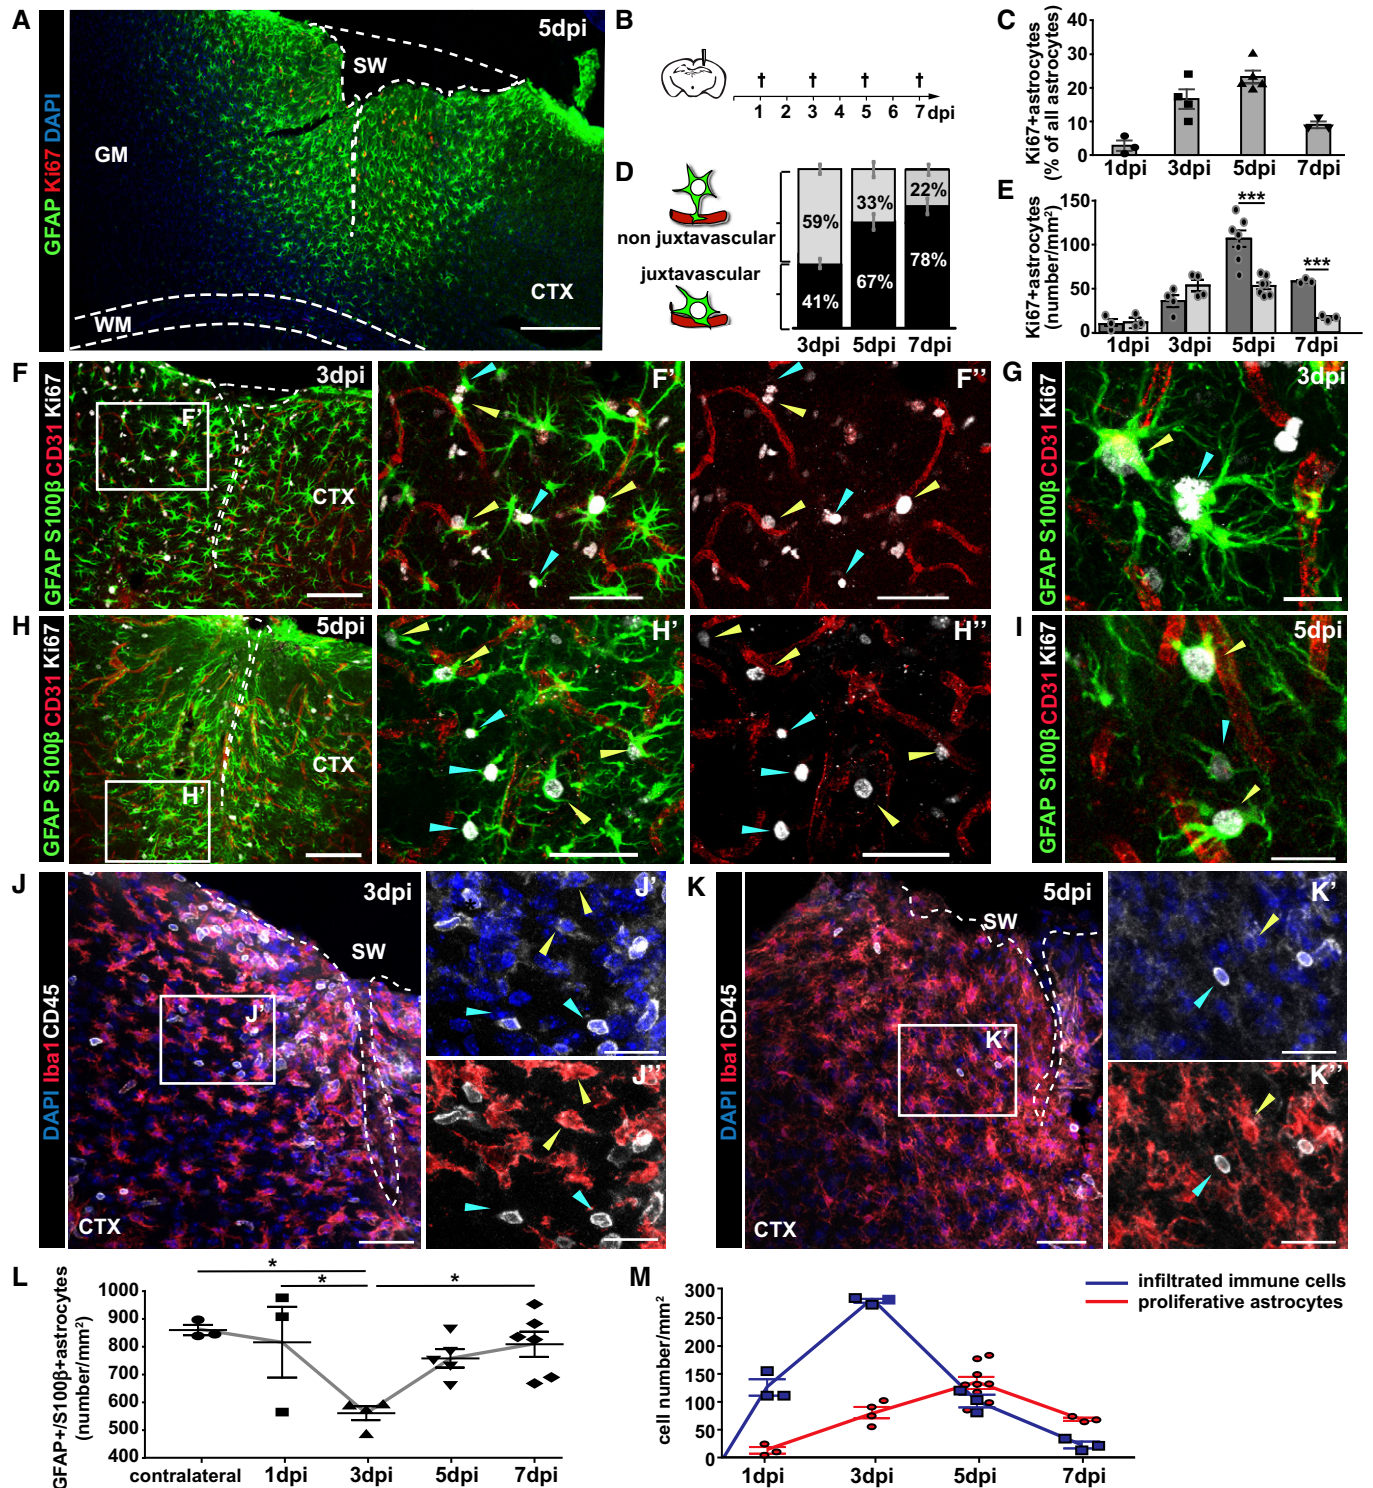 A
GFAP Ki67 DAPI
5dpi
SW
GM
WM
CTX
B
1 2 3 4 5 6 7 dpi
C
Ki67+astrocytes
(% of all astrocytes)
40
30
20
10
0
1dpi 3dpi 5dpi 7dpi
D
non juxtavascular
juxtavascular
59% 33% 22%
41% 67% 78%
3dpi 5dpi 7dpi
E
Ki67+astrocytes
(number/mm²)
150
100
50
0
*** ***
1dpi 3dpi 5dpi 7dpi
F
GFAP S100β CD31 Ki67
3dpi
F'
CTX
F'
F''
G
GFAP S100β CD31 Ki67
3dpi
H
GFAP S100β CD31 Ki67
5dpi
H'
CTX
H'
H''
I
GFAP S100β CD31 Ki67
5dpi
J
DAPI Iba1 CD45
3dpi
SW
J'
CTX
J'
J''
K
DAPI Iba1 CD45
5dpi
SW
K'
CTX
K'
K''
L
GFAP+/S100β+astrocytes
(number/mm²)
1000
900
800
700
600
500
400
* * *
contralateral 1dpi 3dpi 5dpi 7dpi
M
cell number/mm²
300
250
200
150
100
50
0
infiltrated immune cells
proliferative astrocytes
1dpi 3dpi 5dpi 7dpi